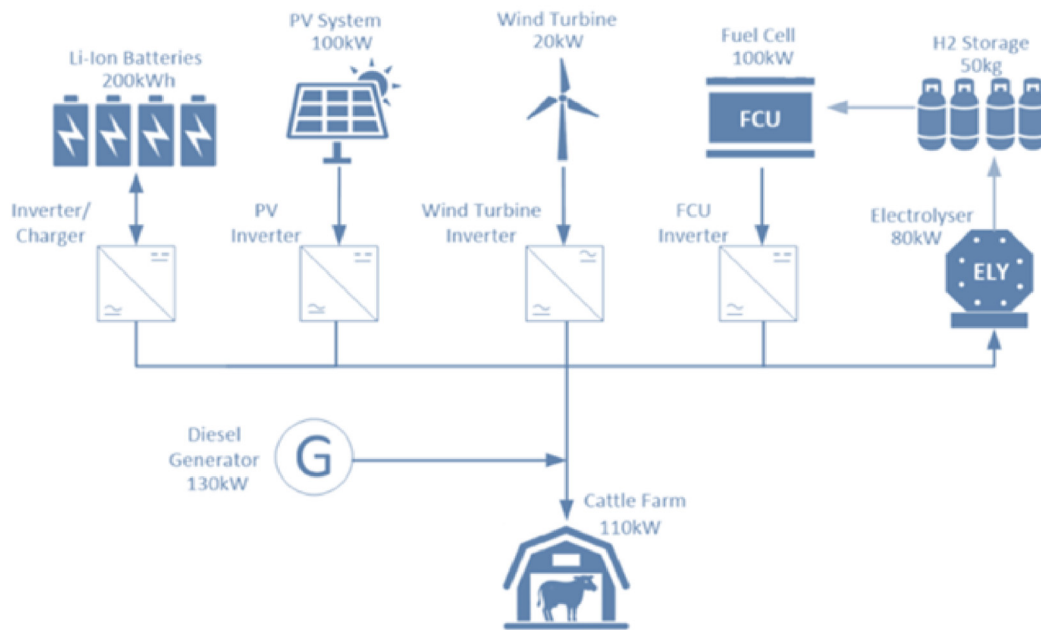 Li-Ion Batteries
200kWh
PV System
100kW
Wind Turbine
20kW
Fuel Cell
100kW
H2 Storage
50kg
FCU
Inverter/
Charger
PV
Inverter
Wind Turbine
Inverter
FCU
Inverter
Electrolyser
80kW
ELY
Diesel
Generator
130kW
G
Cattle Farm
110kW